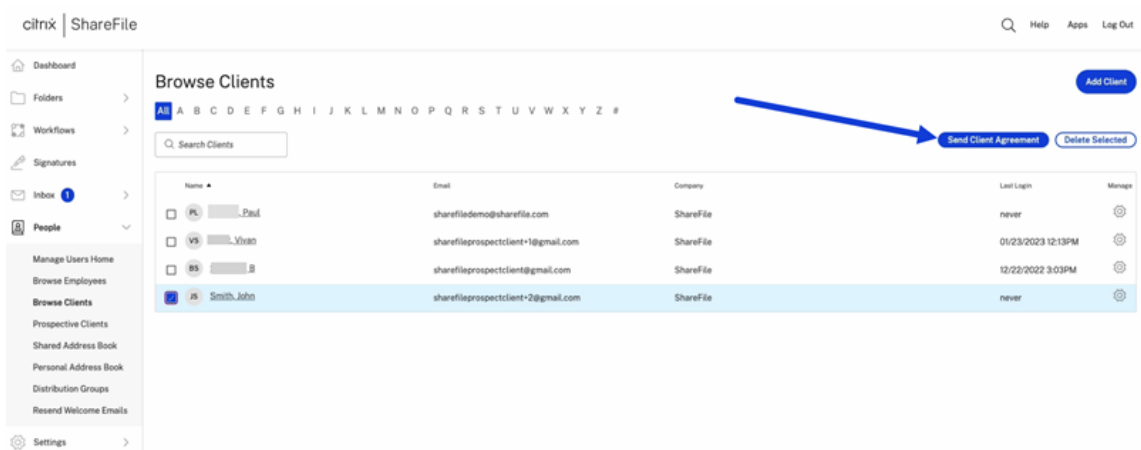 citrix | ShareFile
Help Apps Log Out
Dashboard
Folders
Workflows
Signatures
Inbox 1
People
Manage Users Home
Browse Employees
Browse Clients
Prospective Clients
Shared Address Book
Personal Address Book
Distribution Groups
Resend Welcome Emails
Settings
Browse Clients
Add Client
All A B C D E F G H I J K L M N O P Q R S T U V W X Y Z #
Search Clients
Send Client Agreement Delete Selected
Name Email Company Last Login Manage
PL , Paul sharefiledemo@sharefile.com ShareFile never
VS , Vivan sharefileprospectclient+1@gmail.com ShareFile 01/23/2023 12:13PM
BS , B sharefileprospectclient@gmail.com ShareFile 12/22/2022 3:03PM
JS Smith, John sharefileprospectclient+2@gmail.com ShareFile never